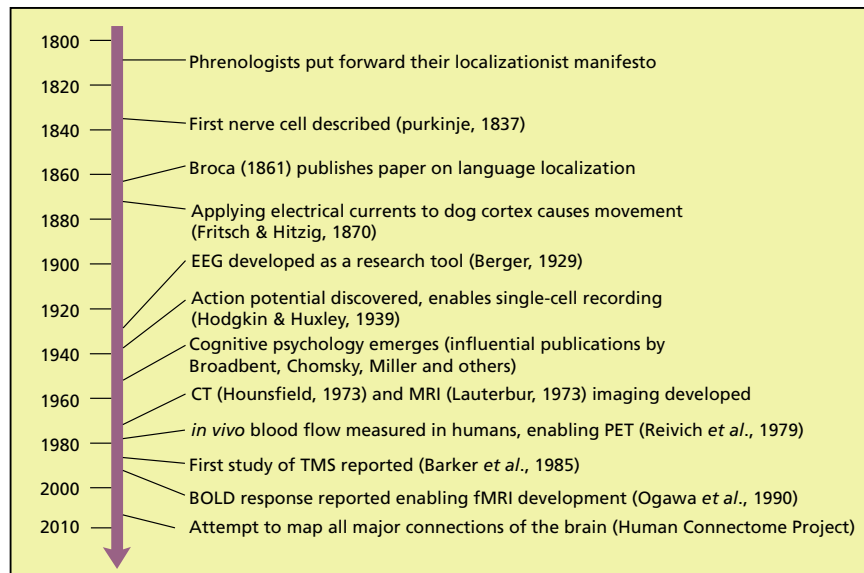 1800
Phrenologists put forward their localizationist manifesto
1820
First nerve cell described (purkinje, 1837)
1840
Broca (1861) publishes paper on language localization
1860
Applying electrical currents to dog cortex causes movement
1880
(Fritsch & Hitzig, 1870)
EEG developed as a research tool (Berger, 1929)
1900
Action potential discovered, enables single-cell recording
1920
(Hodgkin & Huxley, 1939)
Cognitive psychology emerges (influential publications by
1940
Broadbent, Chomsky, Miller and others)
CT (Hounsfield, 1973) and MRI (Lauterbur, 1973) imaging developed
1960
in vivo blood flow measured in humans, enabling PET (Reivich et al., 1979)
1980
First study of TMS reported (Barker et al., 1985)
2000
BOLD response reported enabling fMRI development (Ogawa et al., 1990)
2010
Attempt to map all major connections of the brain (Human Connectome Project)